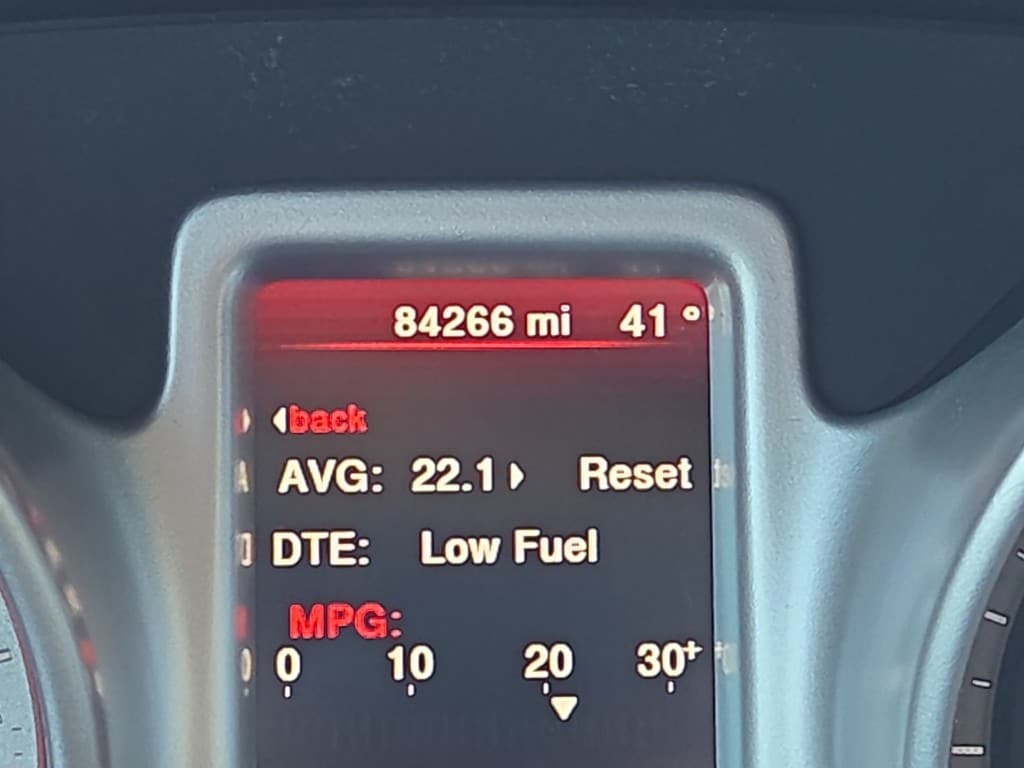 84266 mi 41 °
back
AVG: 22.1 Reset
DTE: Low Fuel
MPG:
0 10 20 30+